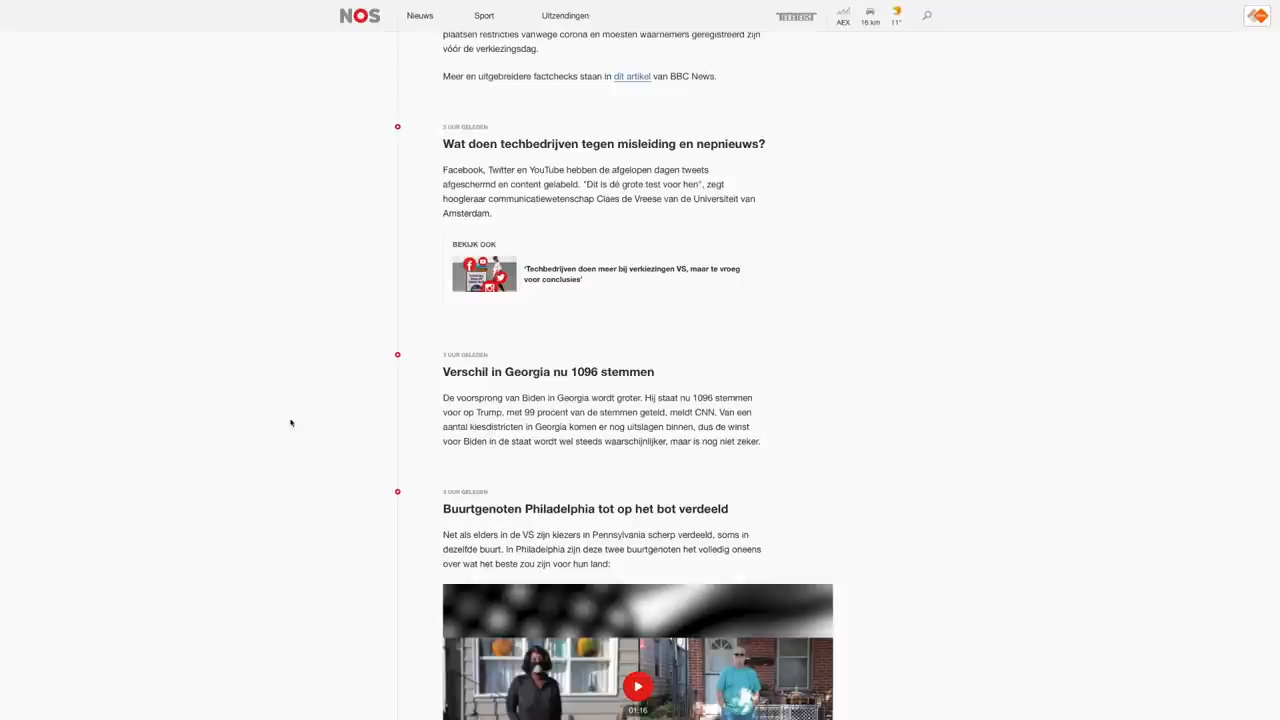 NOS
Nieuws
Sport
Uitzendingen
TELETEKST
AEX
16 km
11°
plaatsen restricties vanwege corona en moesten waarnemers geregistreerd zijn
vóór de verkiezingsdag.
Meer en uitgebreidere factchecks staan in dit artikel van BBC News.
UUR GELEDEN
Wat doen techbedrijven tegen misleiding en nepnieuws?
Facebook, Twitter en YouTube hebben de afgelopen dagen tweets
afgeschermd en content gelabeld. "Dit is dé grote test voor hen", zegt
hoogleraar communicatiewetenschap Claes de Vreese van de Universiteit van
Amsterdam.
BEKIJK OOK
'Techbedrijven doen meer bij verkiezingen VS, maar te vroeg
voor conclusies'
UUR GELEDEN
Verschil in Georgia nu 1096 stemmen
De voorsprong van Biden in Georgia wordt groter. Hij staat nu 1096 stemmen
voor op Trump, met 99 procent van de stemmen geteld, meldt CNN. Van een
aantal kiesdistricten in Georgia komen er nog uitslagen binnen, dus de winst
voor Biden in de staat wordt wel steeds waarschijnlijker, maar is nog niet zeker.
UUR GELEDEN
Buurtgenoten Philadelphia tot op het bot verdeeld
Net als elders in de VS zijn kiezers in Pennsylvania scherp verdeeld, soms in
dezelfde buurt. In Philadelphia zijn deze twee buurtgenoten het volledig oneens
over wat het beste zou zijn voor hun land:
01:16